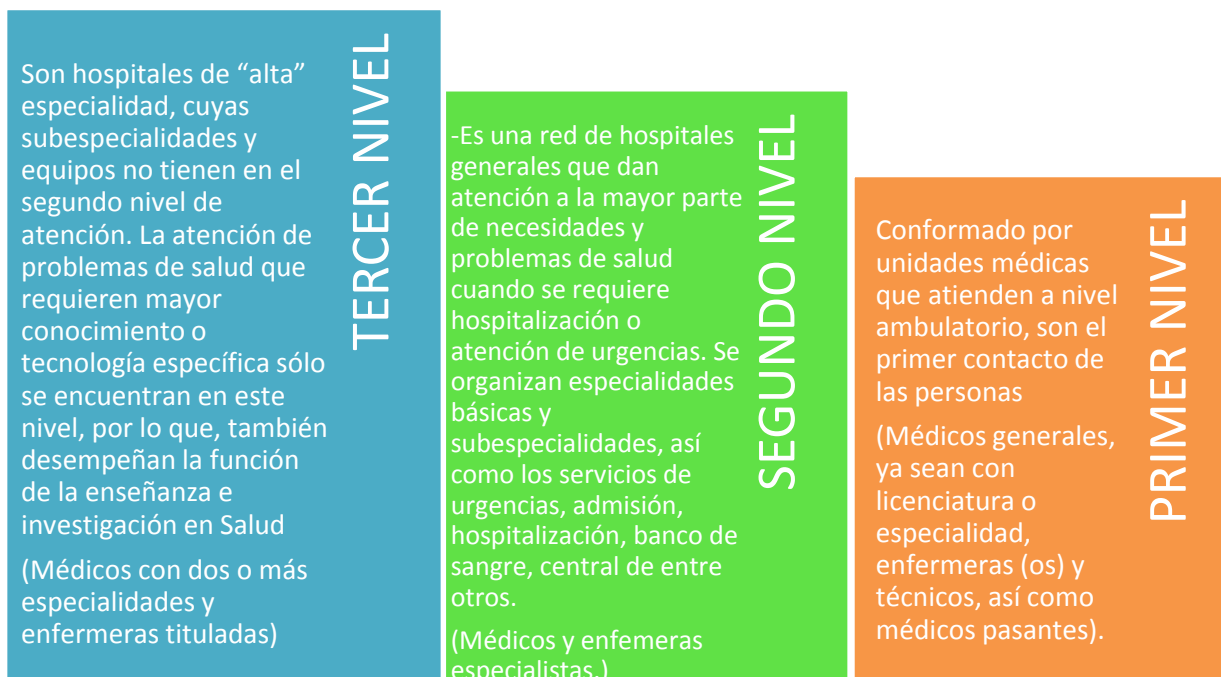 Son hospitales de “alta”
especialidad, cuyas
subespecialidades y
equipos no tienen en el
segundo nivel de
atención. La atención de
problemas de salud que
requieren mayor
conocimiento o
tecnología específica sólo
se encuentran en este
nivel, por lo que, también
desempeñan la función
de la enseñanza e
investigación en Salud
(Médicos con dos o más
especialidades y
enfermeras tituladas)
TERCER NIVEL
-Es una red de hospitales
generales que dan
atención a la mayor parte
de necesidades y
problemas de salud
cuando se requiere
hospitalización o
atención de urgencias. Se
organizan especialidades
básicas y
subespecialidades, así
como los servicios de
urgencias, admisión,
hospitalización, banco de
sangre, central de entre
otros.
(Médicos y enfemeras
especialistas.)
SEGUNDO NIVEL
Conformado por
unidades médicas
que atienden a nivel
ambulatorio, son el
primer contacto de
las personas
(Médicos generales,
ya sean con
licenciatura o
especialidad,
enfermeras (os) y
técnicos, así como
médicos pasantes).
PRIMER NIVEL